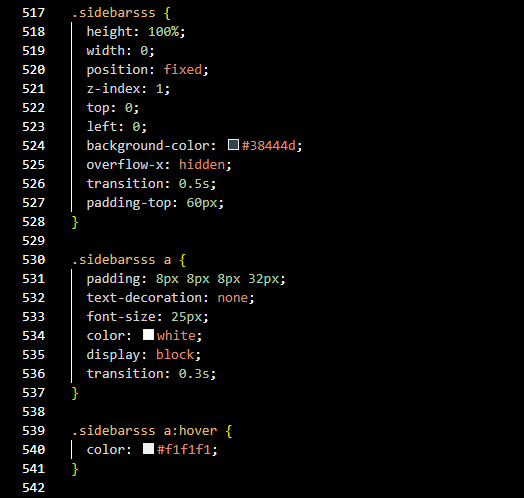 517 .sidebarsss {
518 height: 100%;
519 width: 0;
520 position: fixed;
521 z-index: 1;
522 top: 0;
523 left: 0;
524 background-color: #38444d;
525 overflow-x: hidden;
526 transition: 0.5s;
527 padding-top: 60px;
528 }
529
530 .sidebarsss a {
531 padding: 8px 8px 8px 32px;
532 text-decoration: none;
533 font-size: 25px;
534 color: white;
535 display: block;
536 transition: 0.3s;
537 }
538
539 .sidebarsss a:hover {
540 color: #f1f1f1;
541 }
542